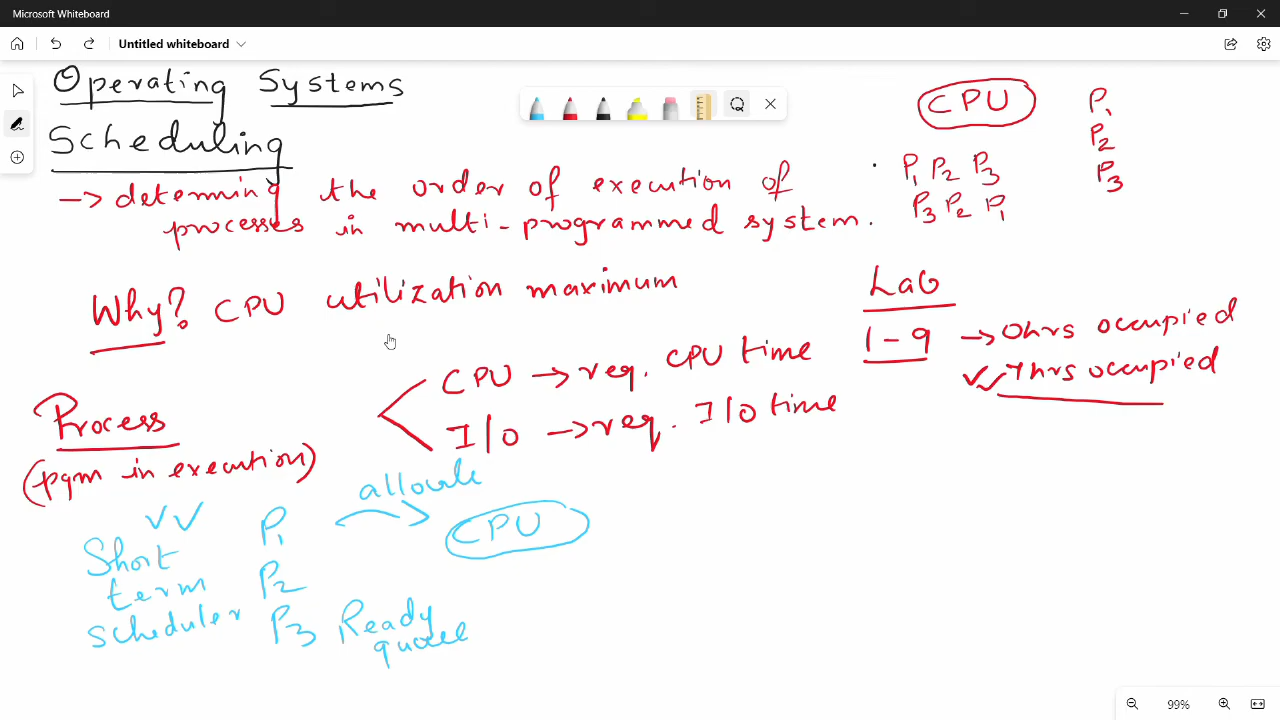 Microsoft Whiteboard
Untitled whiteboard
Operating Systems
Scheduling
→ determing the order of execution of
processes in multi-programmed system.
CPU
P1
P2
P3
P1 P2 P3
P3 P2 P1
Why? CPU utilization maximum
Lab
1 - 9 → 0hrs occupied
7hrs occupied
Process
(pgm in execution)
CPU → req. CPU time
I/O → req. I/O time
allocate
Short
term
scheduler
P1
P2
P3
CPU
Ready
99%